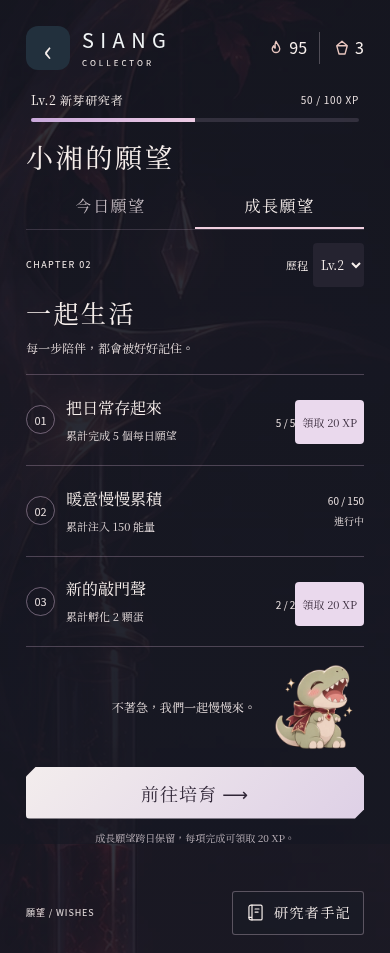 ‹
SIANG
COLLECTOR
95
3
Lv.2 新芽研究者
50 / 100 XP
小湘的願望
今日願望
成長願望
CHAPTER 02
歷程
Lv.2
一起生活
每一步陪伴，都會被好好記住。
01
把日常存起來
累計完成 5 個每日願望
5 / 5
領取 20 XP
02
暖意慢慢累積
累計注入 150 能量
60 / 150
進行中
03
新的敲門聲
累計孵化 2 顆蛋
2 / 2
領取 20 XP
不著急，我們一起慢慢來。
前往培育 ⟶
成長願望跨日保留，每項完成可領取 20 XP。
願望 / WISHES
研究者手記